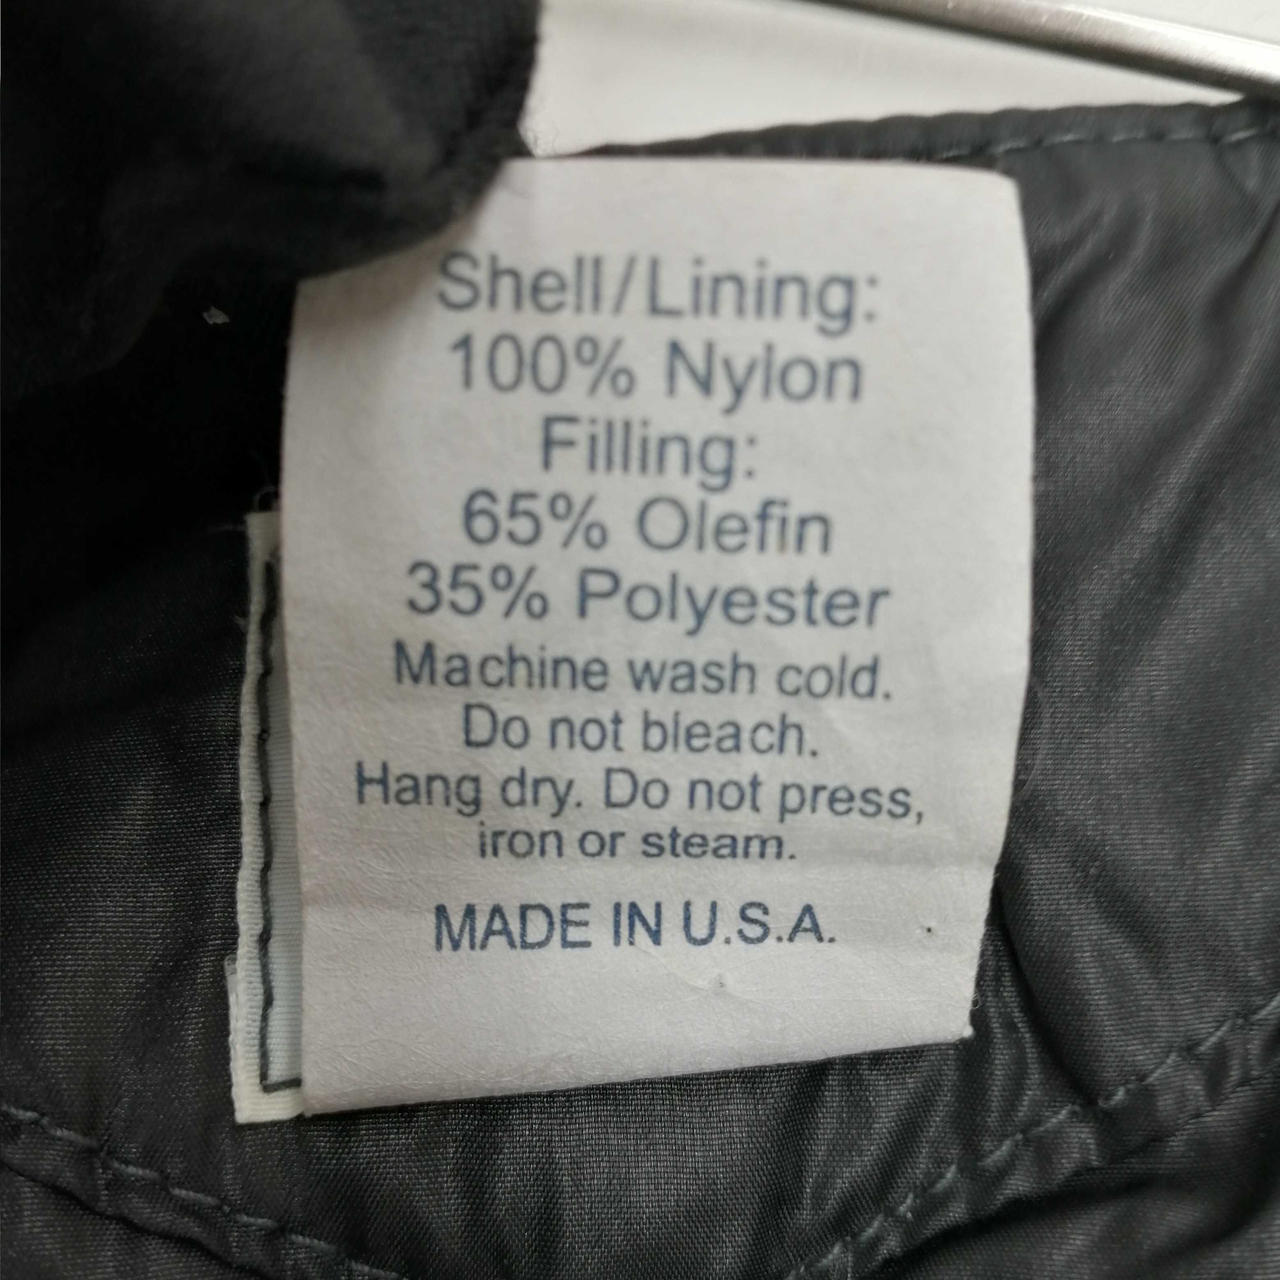 Shell/Lining:
100% Nylon
Filling:
65% Olefin
35% Polyester
Machine wash cold.
Do not bleach.
Hang dry. Do not press,
iron or steam.
MADE IN U.S.A.